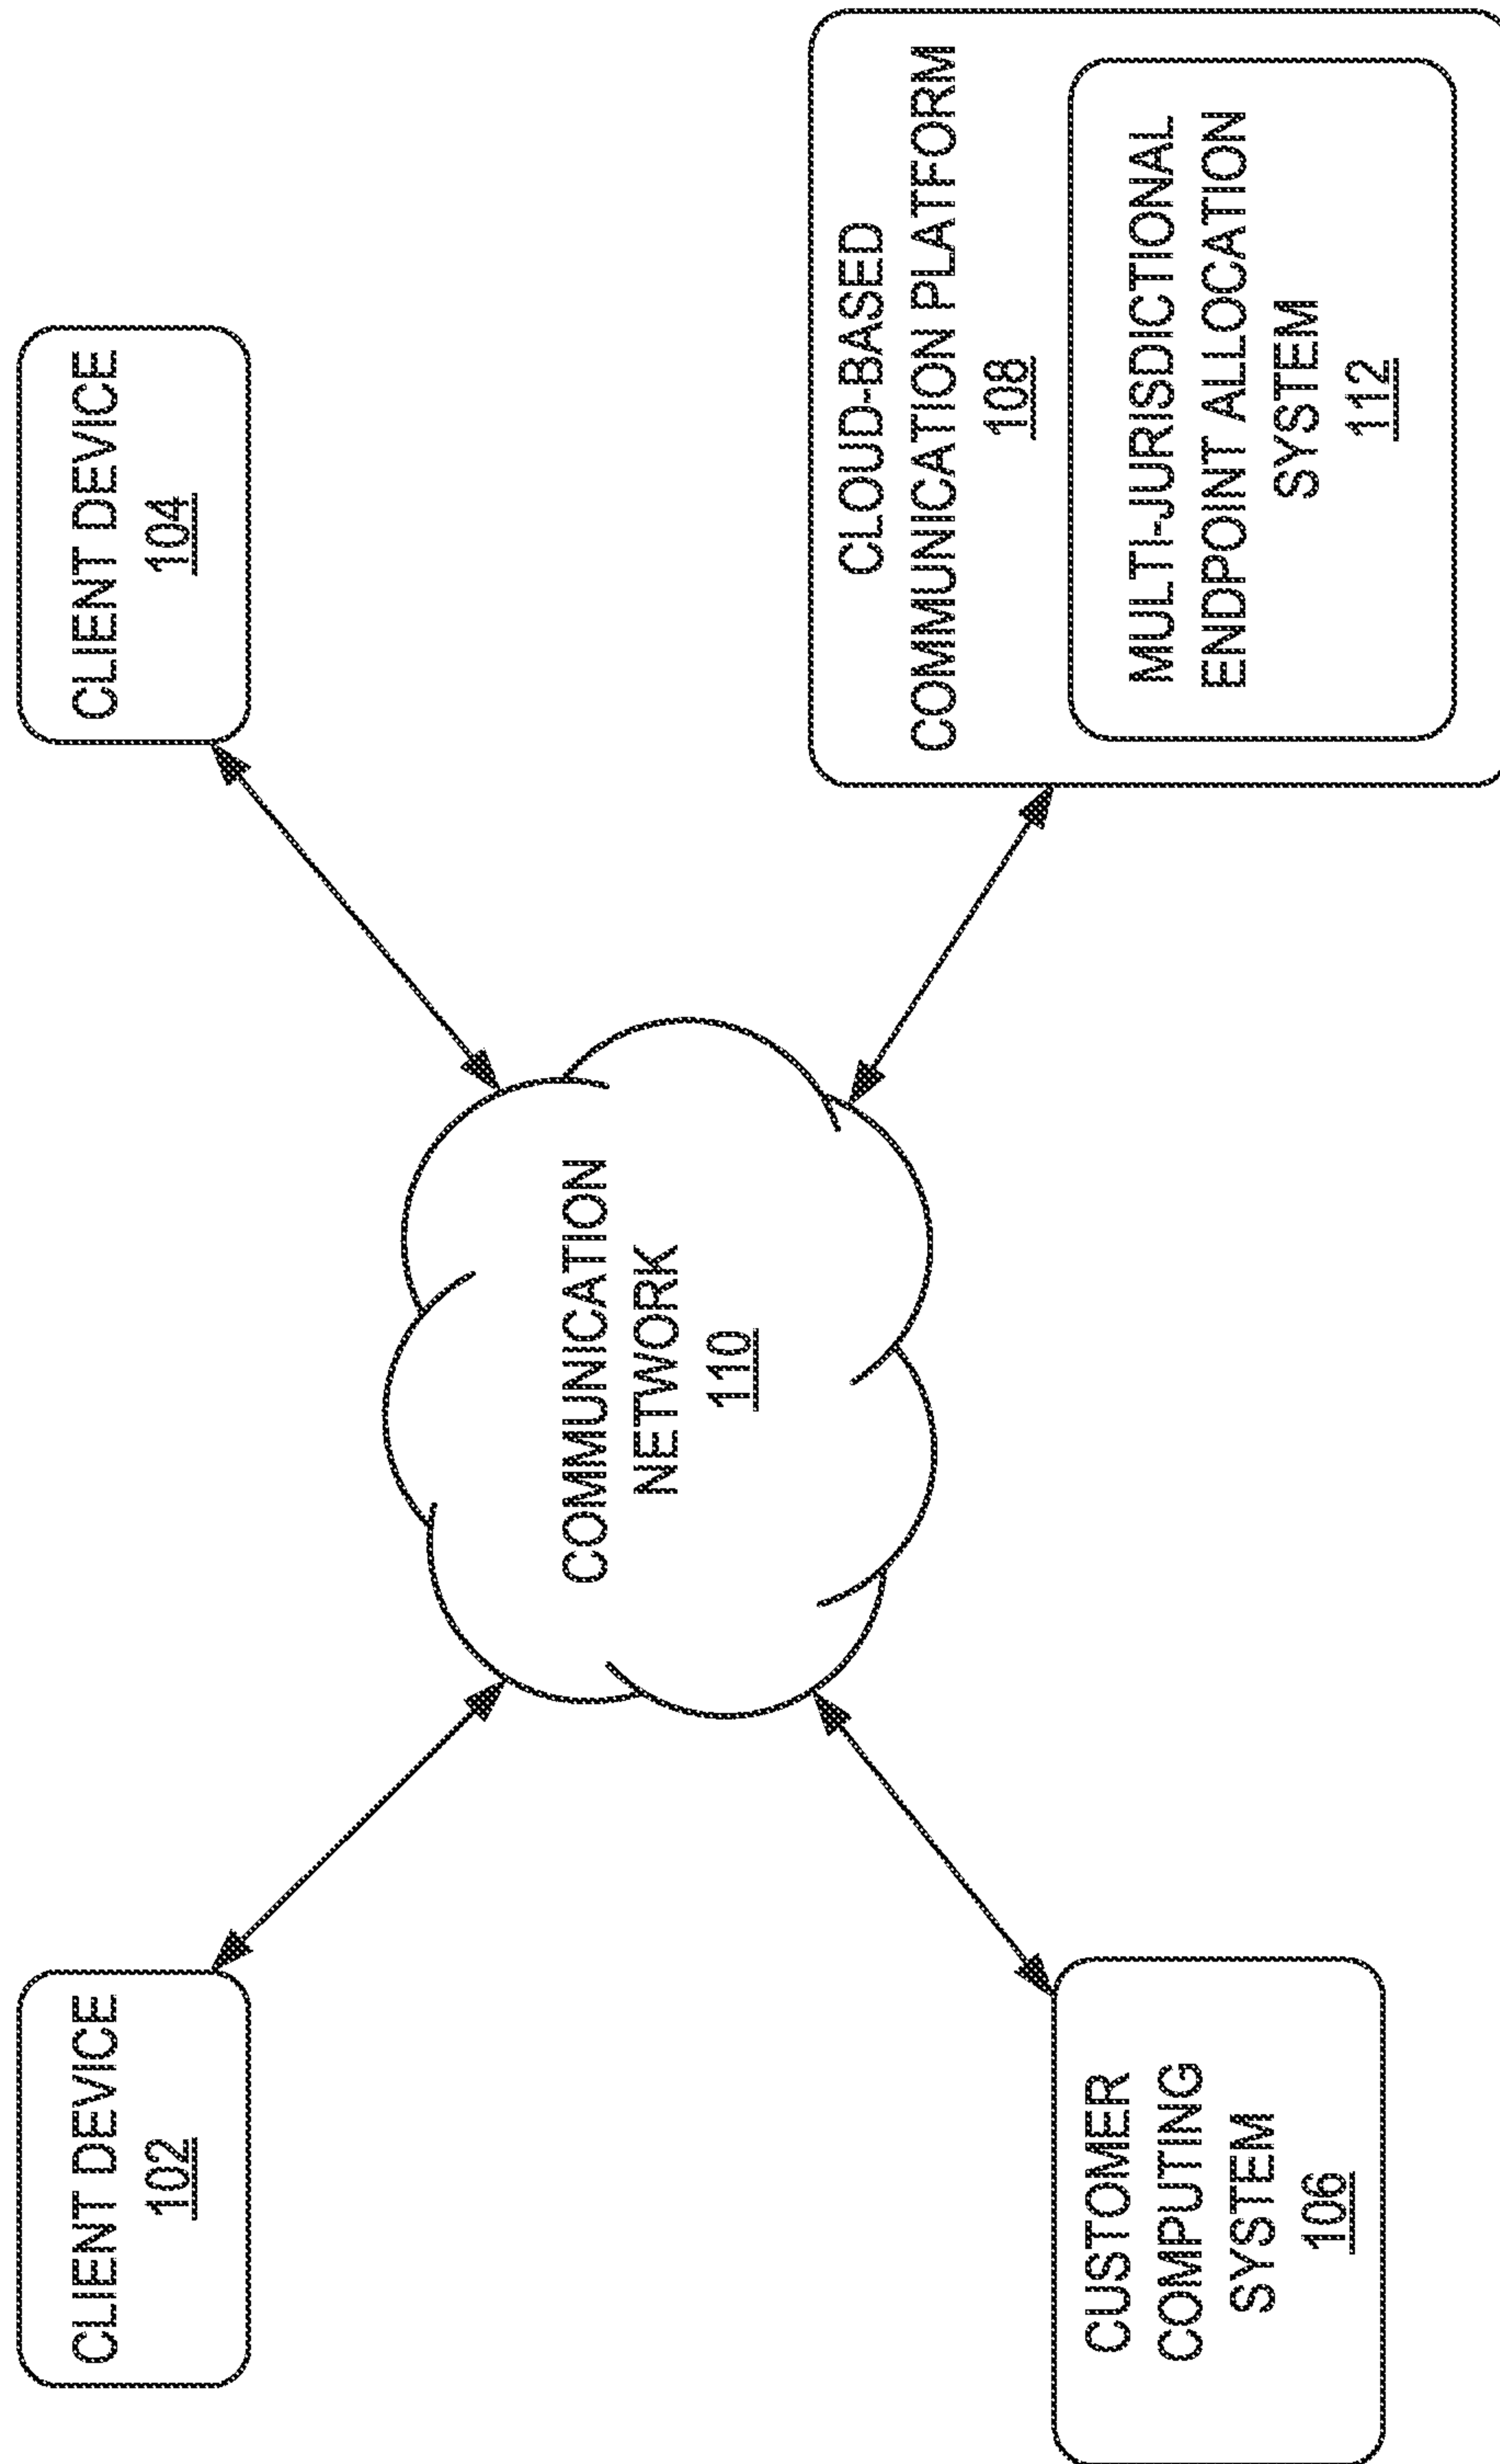 CLIENT DEVICE
102
CLIENT DEVICE
104
COMMUNICATION
NETWORK
110
CUSTOMER
COMPUTING
SYSTEM
106
CLOUD-BASED
COMMUNICATION PLATFORM
108
MULTI-JURISDICTIONAL
ENDPOINT ALLOCATION
SYSTEM
112